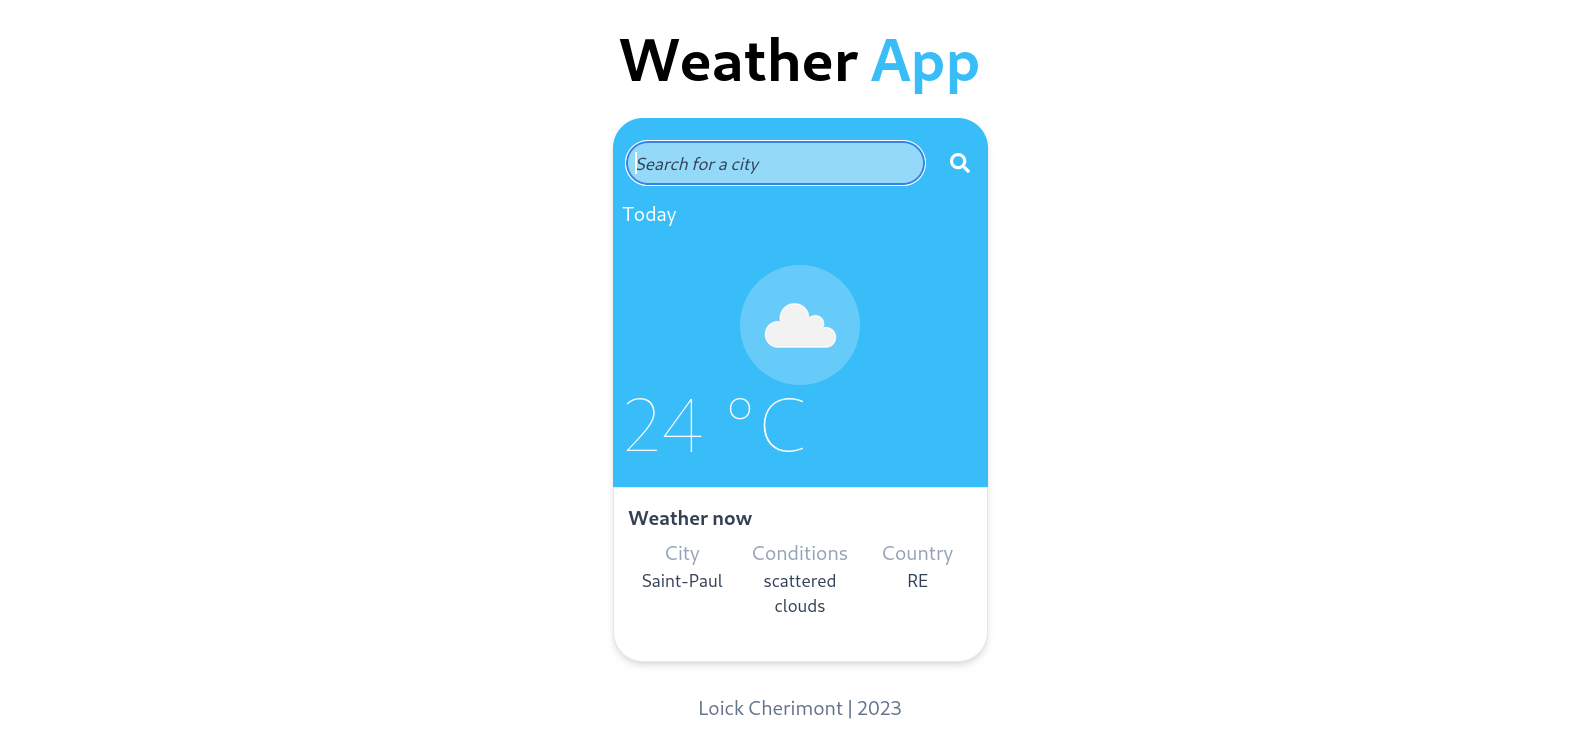 Weather App
Search for a city
Today
24 °C
Weather now
City Conditions Country
Saint-Paul scattered clouds RE
Loick Cherimont | 2023